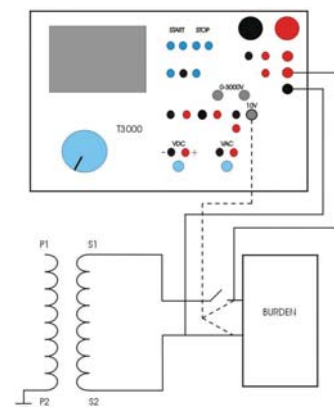 START STOP
0-3000V
10V
T3000
- VDC + VAC
P1 S1
BURDEN
P2 S2